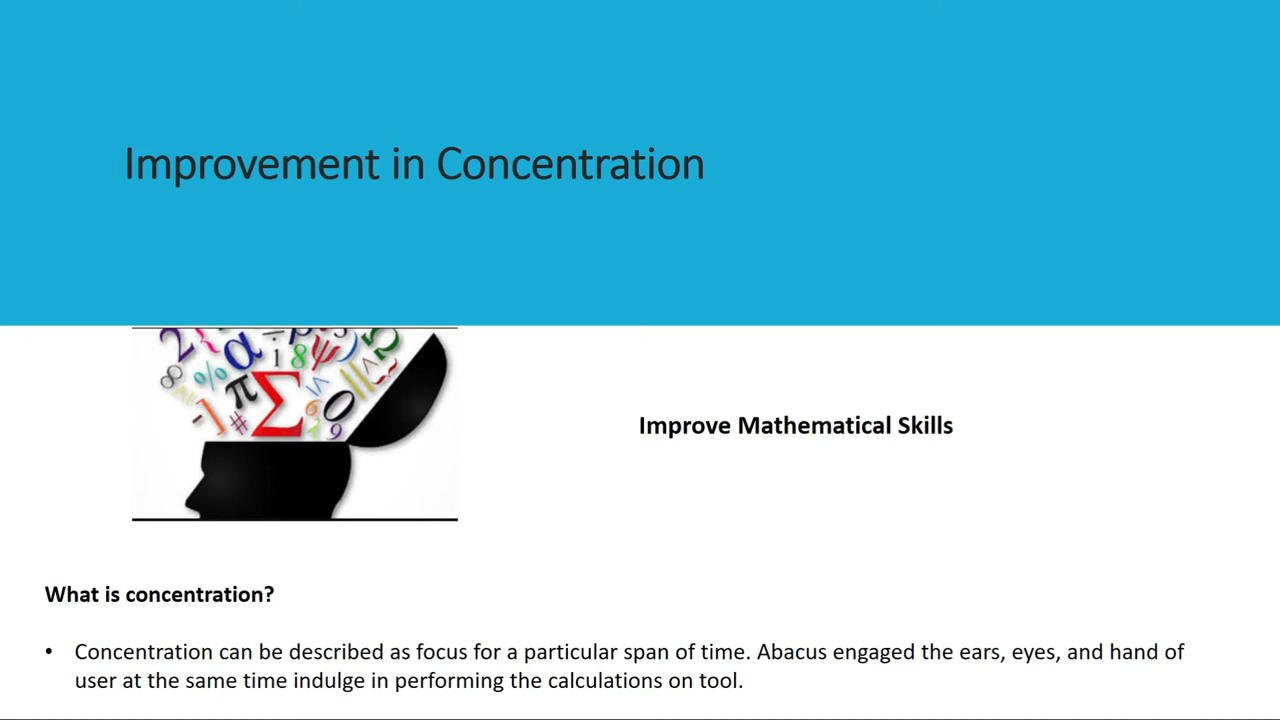 Improvement in Concentration
Improve Mathematical Skills
What is concentration?
• Concentration can be described as focus for a particular span of time. Abacus engaged the ears, eyes, and hand of
user at the same time indulge in performing the calculations on tool.